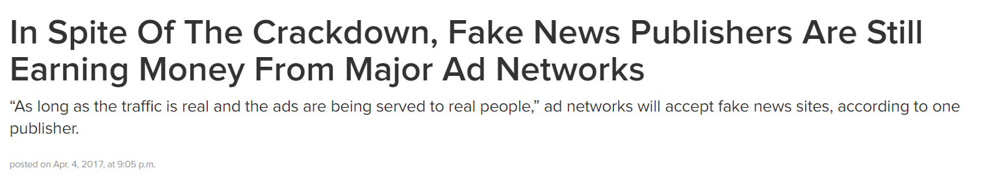 In Spite Of The Crackdown, Fake News Publishers Are Still
Earning Money From Major Ad Networks
“As long as the traffic is real and the ads are being served to real people,” ad networks will accept fake news sites, according to one
publisher.
posted on Apr. 4, 2017, at 9:05 p.m.